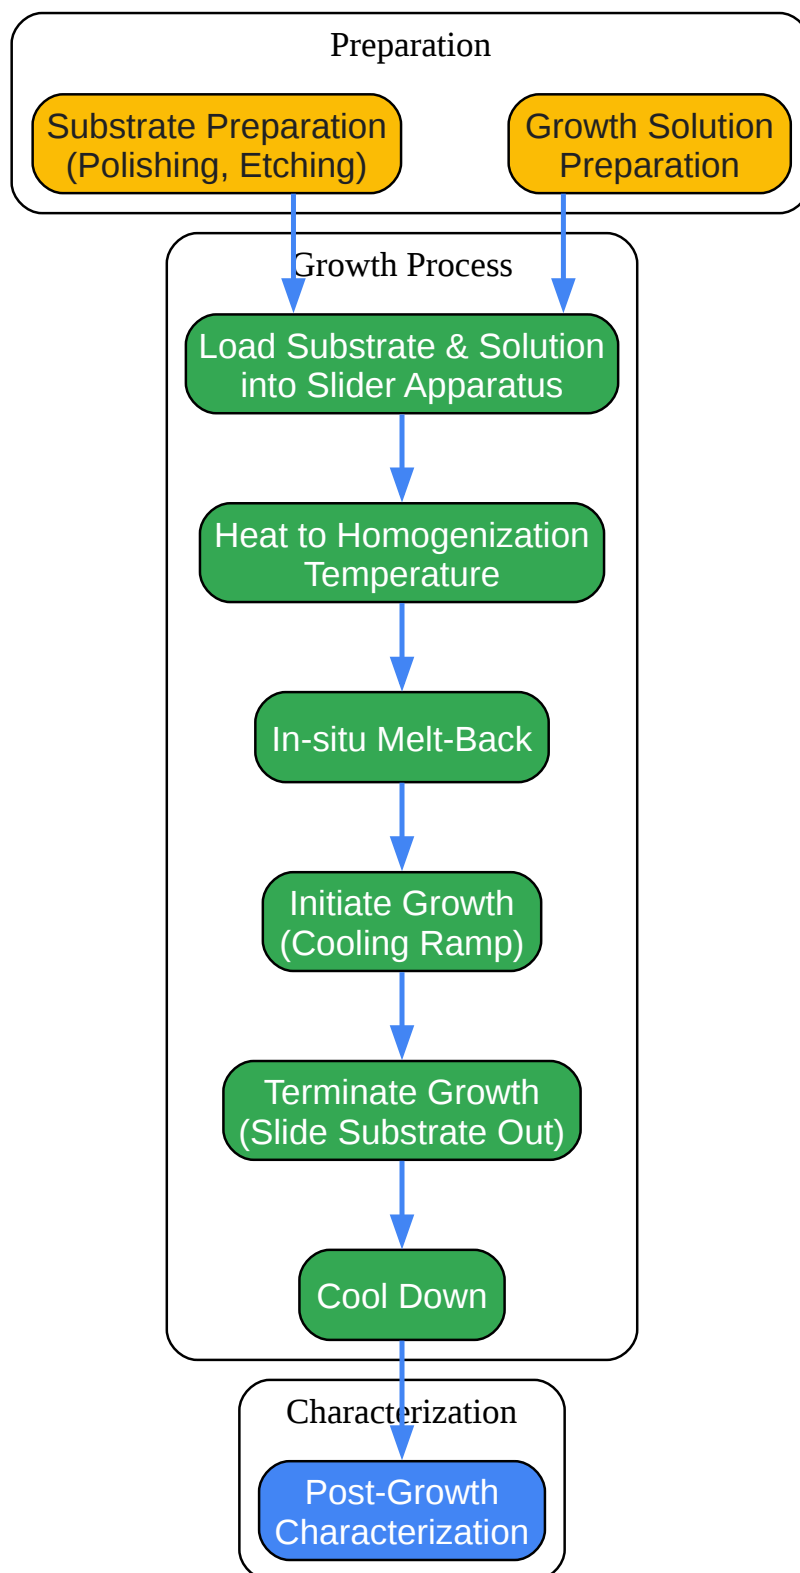 Preparation
Substrate Preparation
(Polishing, Etching)
Growth Solution
Preparation
Growth Process
Load Substrate & Solution
into Slider Apparatus
Heat to Homogenization
Temperature
In-situ Melt-Back
Initiate Growth
(Cooling Ramp)
Terminate Growth
(Slide Substrate Out)
Cool Down
Characterization
Post-Growth
Characterization